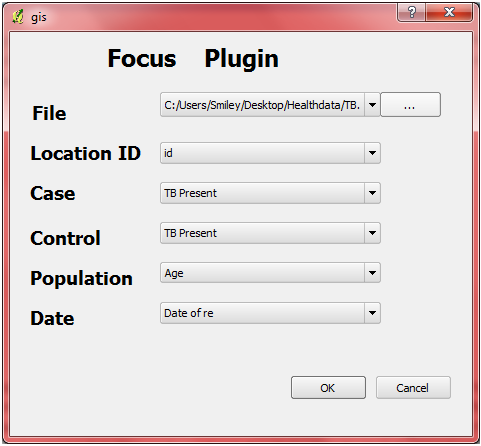 gis
Focus Plugin
File C:/Users/Smiley/Desktop/Healthdata/TB. ...
Location ID id
Case TB Present
Control TB Present
Population Age
Date Date of re
OK Cancel